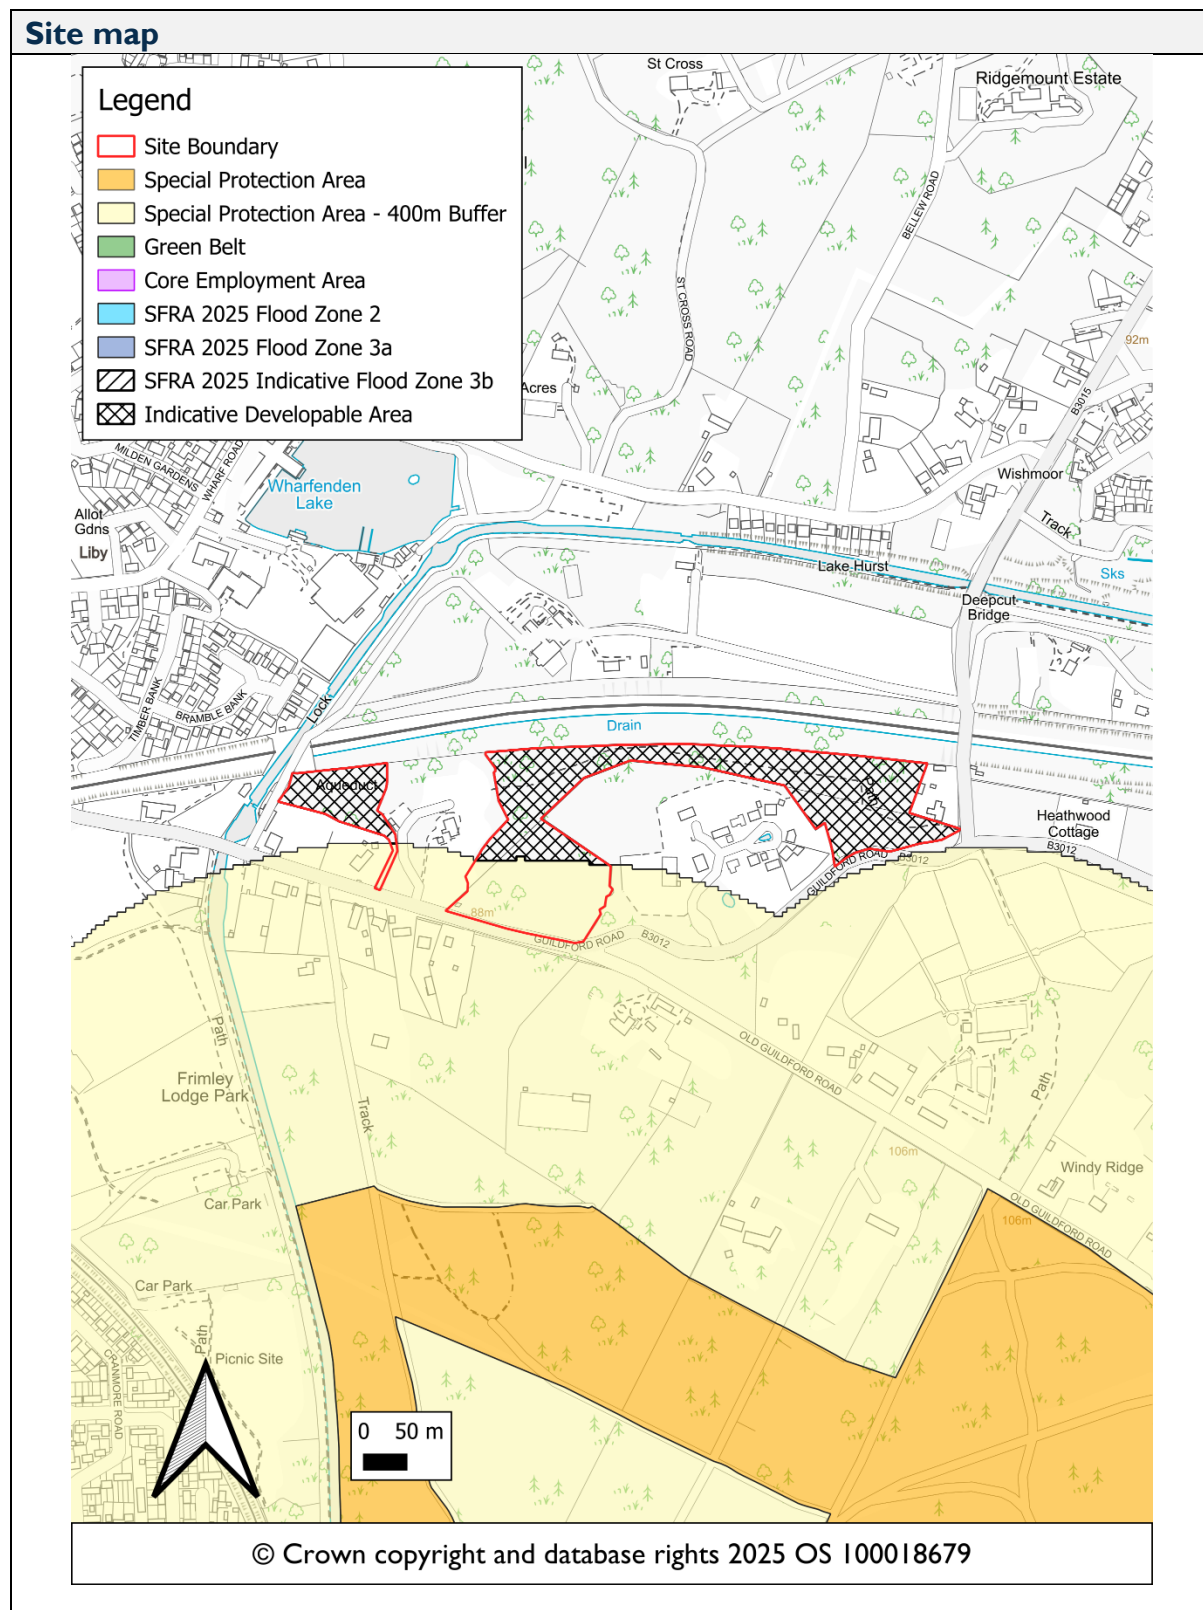 Site map
Legend
Site Boundary
Special Protection Area
Special Protection Area - 400m Buffer
Green Belt
Core Employment Area
SFRA 2025 Flood Zone 2
SFRA 2025 Flood Zone 3a
SFRA 2025 Indicative Flood Zone 3b
Indicative Developable Area
St Cross
Ridgemount Estate
BELLEW ROAD
ST CROSS ROAD
Acres
92m
B3015
MILDEN GARDENS
WHARF ROAD
Wharfenden
Lake
Allot
Gdns
Liby
Wishmoor
Track
Sks
Lake Hurst
Deepcut
Bridge
TIMBER BANK
BRAMBLE BANK
Lock
Drain
Aqueduct
Path
Heathwood
Cottage
B3012
GUILDFORD ROAD
B3012
88m
GUILDFORD ROAD
B3012
Path
OLD GUILDFORD ROAD
Frimley
Lodge Park
Track
Path
106m
Windy Ridge
Car Park
OLD GUILDFORD ROAD
106m
Car Park
Path
Picnic Site
CRANMORE ROAD
0 50 m
© Crown copyright and database rights 2025 OS 100018679